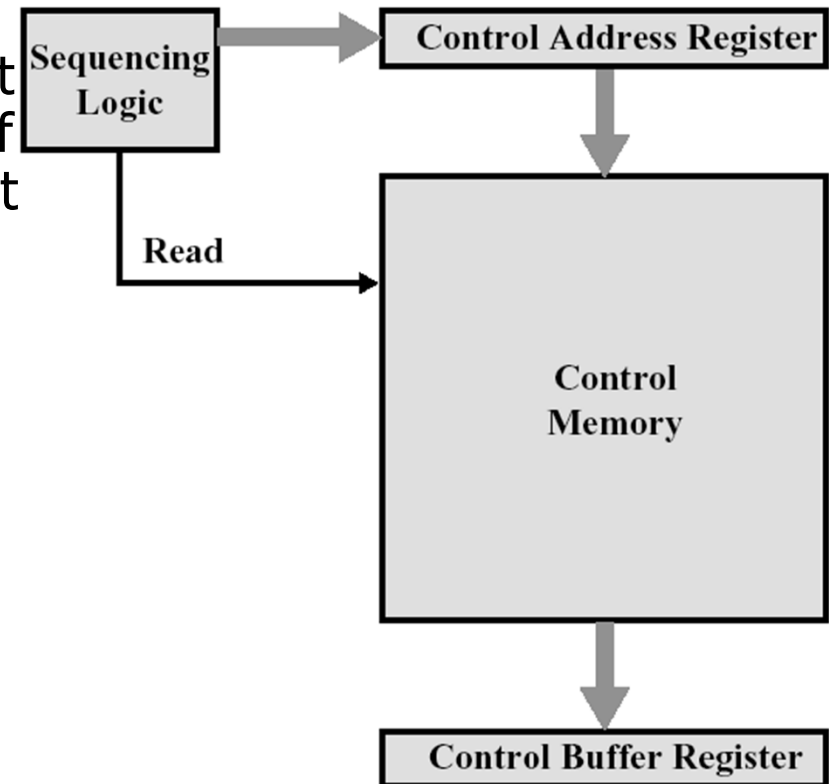 t
f
t
Sequencing
Logic
Control Address Register
Read
Control
Memory
Control Buffer Register